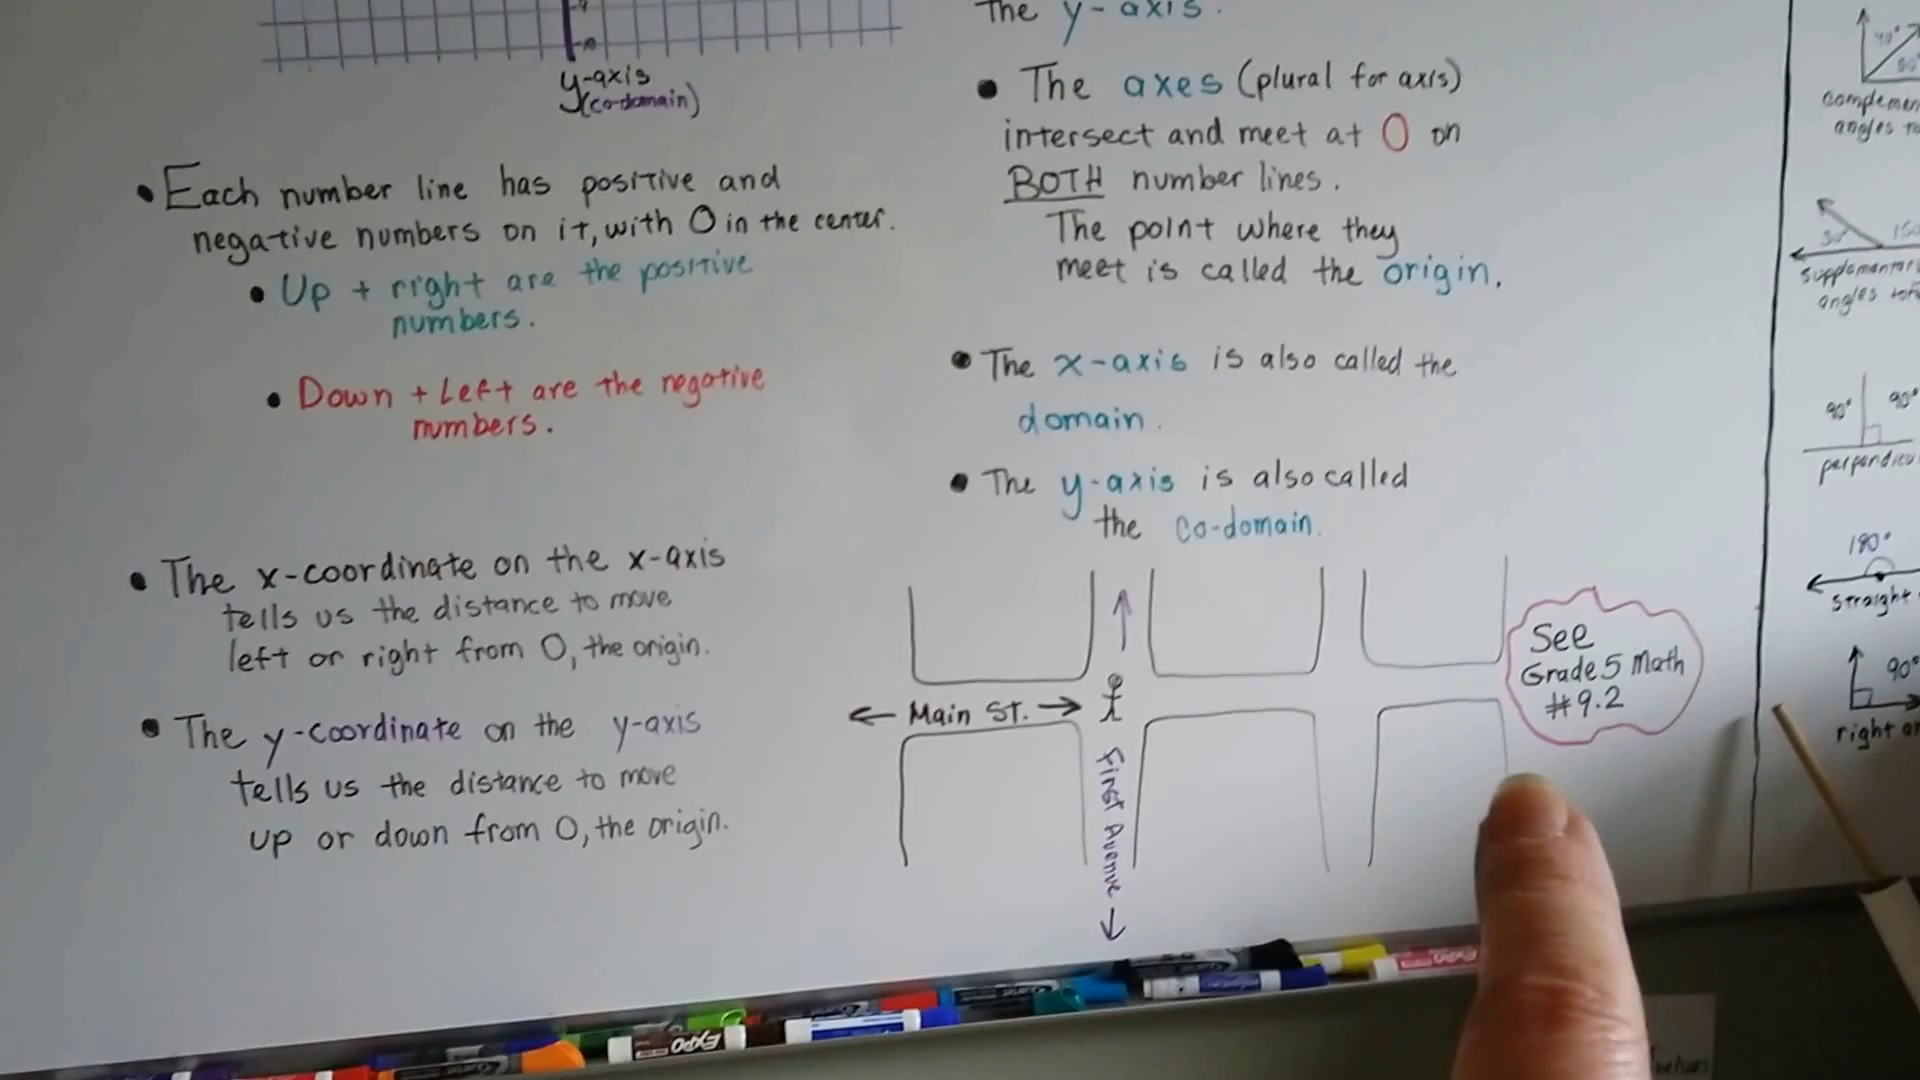 y-axis
(co-domain)
• Each number line has positive and
negative numbers on it, with 0 in the center.
• Up + right are the positive
numbers.
• Down + Left are the negative
numbers.
• The x-coordinate on the x-axis
tells us the distance to move
left or right from 0, the origin.
• The y-coordinate on the y-axis
tells us the distance to move
up or down from 0, the origin.
The y-axis.
• The axes (plural for axis)
intersect and meet at 0 on
BOTH number lines.
The point where they
meet is called the origin.
• The x-axis is also called the
domain.
• The y-axis is also called
the co-domain.
Main St.
First Avenue
See
Grade 5 Math
#9.2
angles
30°
angles
90° 90°
180°
straight
90°
right
EXPO
EXPO